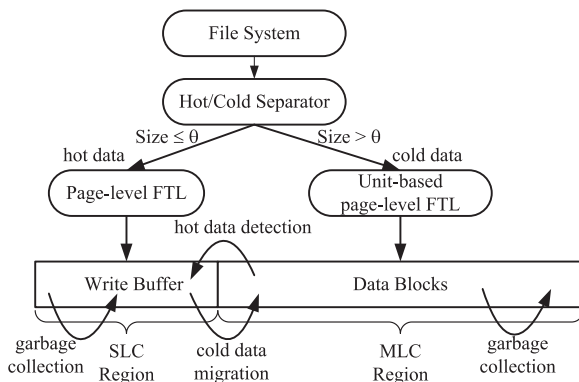 File System
Hot/Cold Separator
Size ≤ θ
Size > θ
hot data
cold data
Page-level FTL
Unit-based
page-level FTL
hot data detection
Write Buffer
Data Blocks
garbage
collection
SLC
Region
cold data
migration
MLC
Region
garbage
collection